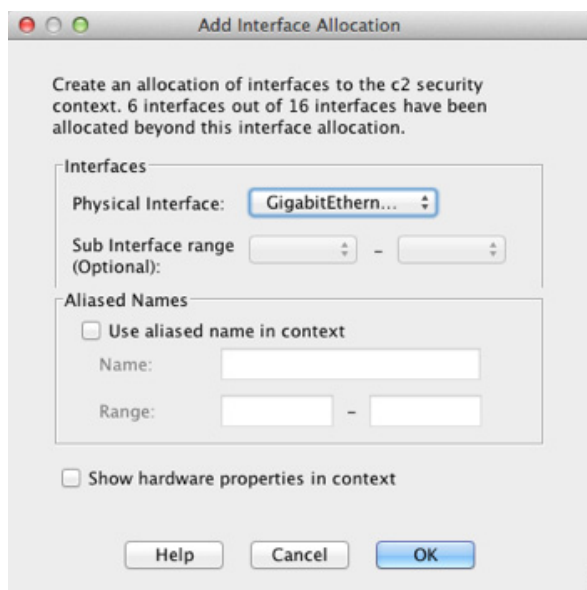 Add Interface Allocation
Create an allocation of interfaces to the c2 security
context. 6 interfaces out of 16 interfaces have been
allocated beyond this interface allocation.
Interfaces
Physical Interface: GigabitEthern...
Sub Interface range
(Optional): –
Aliased Names
Use aliased name in context
Name:
Range: –
Show hardware properties in context
Help Cancel OK